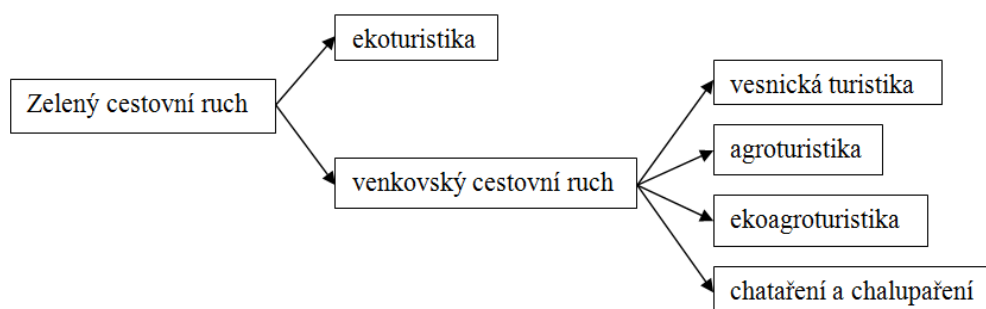 Zelený cestovní ruch
ekoturistika
venkovský cestovní ruch
vesnická turistika
agroturistika
ekoagroturistika
chataření a chalupaření